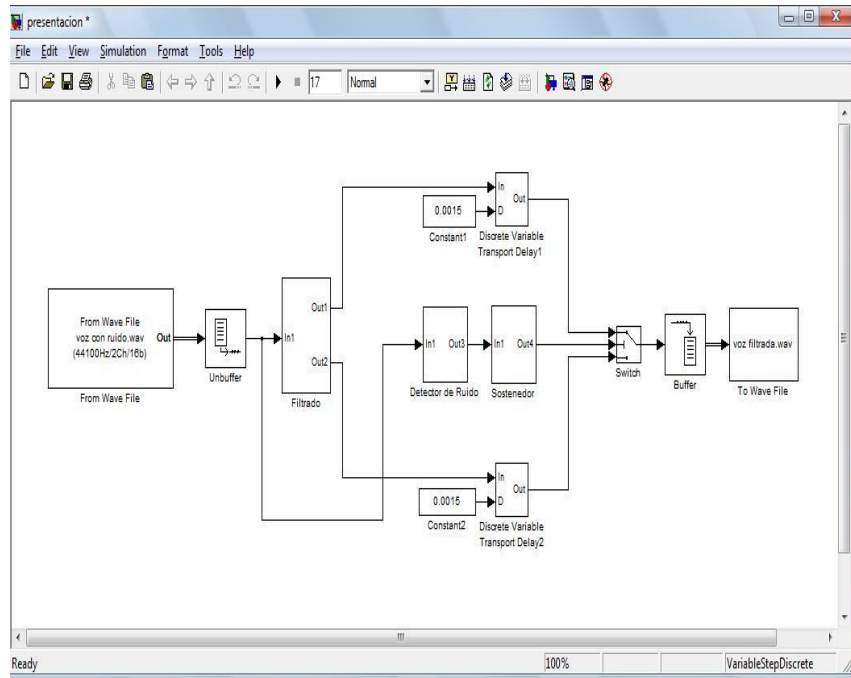 presentacion *
File Edit View Simulation Format Tools Help
17 Normal
In
Out
D
0.0015
Constant1
Discrete Variable
Transport Delay1
From Wave File
voz con ruido.wav
(44100Hz/2Ch/16b)
Out
From Wave File
Unbuffer
In1
Out1
Out2
Filtrado
In1 Out3
Detector de Ruido
In1 Out4
Sostenedor
Switch
Buffer
voz filtrada.wav
To Wave File
In
Out
D
0.0015
Constant2
Discrete Variable
Transport Delay2
Ready 100% VariableStepDiscrete